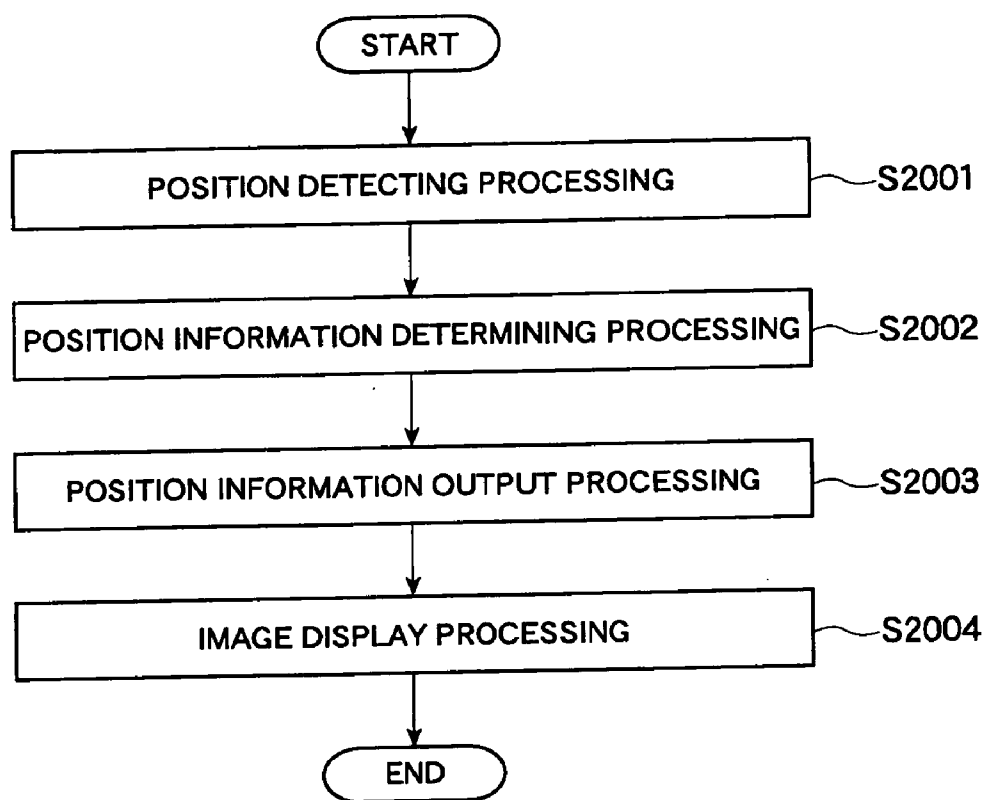 START
POSITION DETECTING PROCESSING S2001
POSITION INFORMATION DETERMINING PROCESSING S2002
POSITION INFORMATION OUTPUT PROCESSING S2003
IMAGE DISPLAY PROCESSING S2004
END